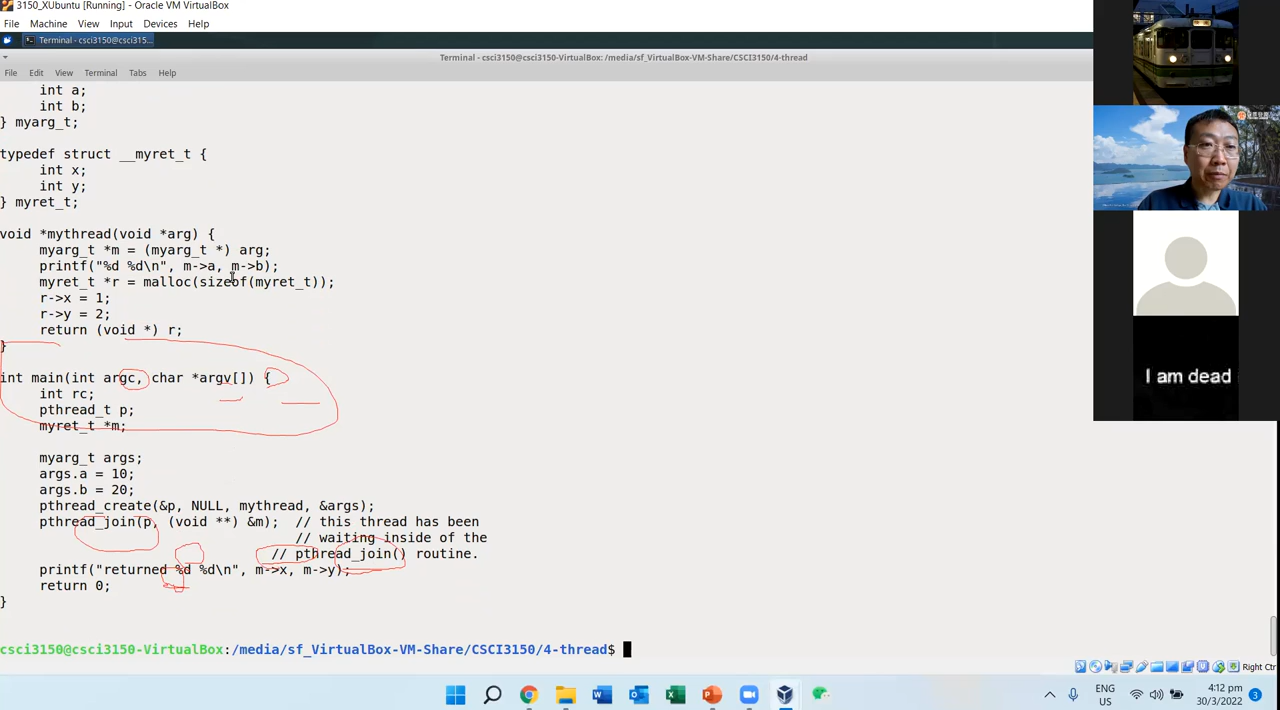 3150_XUbuntu [Running] - Oracle VM VirtualBox
File Machine View Input Devices Help
Terminal - csci3150@csci315...
Terminal - csci3150@csci3150-VirtualBox: /media/sf_VirtualBox-VM-Share/CSCI3150/4-thread
File Edit View Terminal Tabs Help
int a;
int b;
} myarg_t;
typedef struct __myret_t {
int x;
int y;
} myret_t;
void *mythread(void *arg) {
myarg_t *m = (myarg_t *) arg;
printf("%d %d\n", m->a, m->b);
myret_t *r = malloc(sizeof(myret_t));
r->x = 1;
r->y = 2;
return (void *) r;
}
int main(int argc, char *argv[]) {
int rc;
pthread_t p;
myret_t *m;
myarg_t args;
args.a = 10;
args.b = 20;
pthread_create(&p, NULL, mythread, &args);
pthread_join(p, (void **) &m); // this thread has been
// waiting inside of the
// pthread_join() routine.
printf("returned %d %d\n", m->x, m->y);
return 0;
}
csci3150@csci3150-VirtualBox:/media/sf_VirtualBox-VM-Share/CSCI3150/4-thread$
I am dead
Right Ctr
ENG
US
4:12 pm
30/3/2022
3